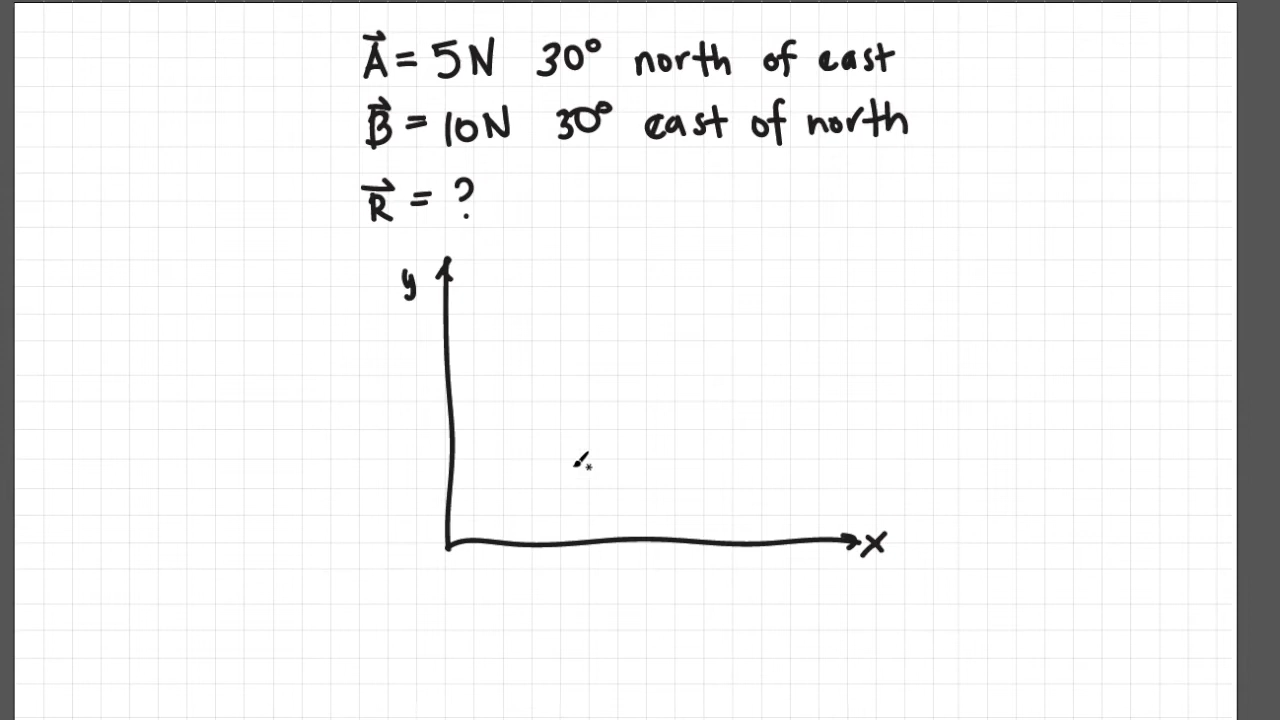 A⃗ = 5N 30° north of east
B⃗ = 10N 30° east of north
R⃗ = ?
y
x